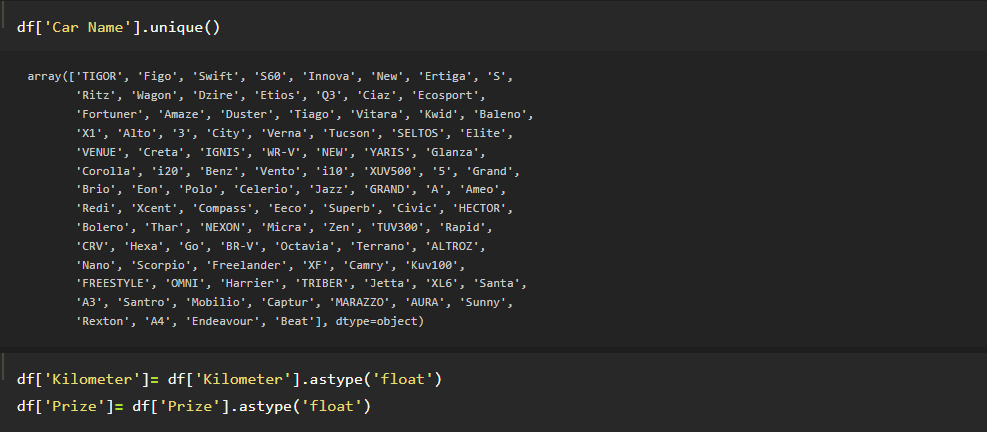 df['Car Name'].unique()
array(['TIGOR', 'Figo', 'Swift', 'S60', 'Innova', 'New', 'Ertiga', 'S',
'Ritz', 'Wagon', 'Dzire', 'Etios', 'Q3', 'Ciaz', 'Ecosport',
'Fortuner', 'Amaze', 'Duster', 'Tiago', 'Vitara', 'Kwid', 'Baleno',
'X1', 'Alto', '3', 'City', 'Verna', 'Tucson', 'SELTOS', 'Elite',
'VENUE', 'Creta', 'IGNIS', 'WR-V', 'NEW', 'YARIS', 'Glanza',
'Corolla', 'i20', 'Benz', 'Vento', 'i10', 'XUV500', '5', 'Grand',
'Brio', 'Eon', 'Polo', 'Celerio', 'Jazz', 'GRAND', 'A', 'Ameo',
'Redi', 'Xcent', 'Compass', 'Eeco', 'Superb', 'Civic', 'HECTOR',
'Bolero', 'Thar', 'NEXON', 'Micra', 'Zen', 'TUV300', 'Rapid',
'CRV', 'Hexa', 'Go', 'BR-V', 'Octavia', 'Terrano', 'ALTROZ',
'Nano', 'Scorpio', 'Freelander', 'XF', 'Camry', 'Kuv100',
'FREESTYLE', 'OMNI', 'Harrier', 'TRIBER', 'Jetta', 'XL6', 'Santa',
'A3', 'Santro', 'Mobilio', 'Captur', 'MARAZZO', 'AURA', 'Sunny',
'Rexton', 'A4', 'Endeavour', 'Beat'], dtype=object)
df['Kilometer']= df['Kilometer'].astype('float')
df['Prize']= df['Prize'].astype('float')